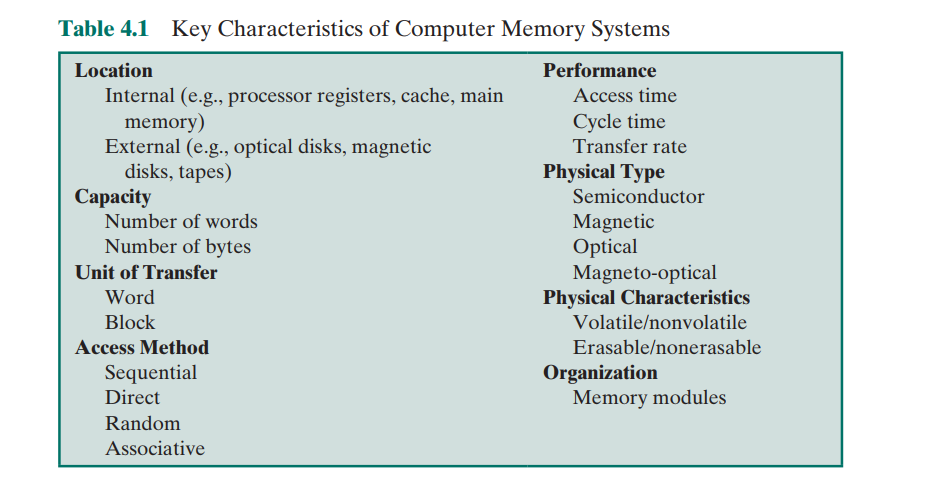 Table 4.1 Key Characteristics of Computer Memory Systems
Location
Internal (e.g., processor registers, cache, main
memory)
External (e.g., optical disks, magnetic
disks, tapes)
Capacity
Number of words
Number of bytes
Unit of Transfer
Word
Block
Access Method
Sequential
Direct
Random
Associative
Performance
Access time
Cycle time
Transfer rate
Physical Type
Semiconductor
Magnetic
Optical
Magneto-optical
Physical Characteristics
Volatile/nonvolatile
Erasable/nonerasable
Organization
Memory modules